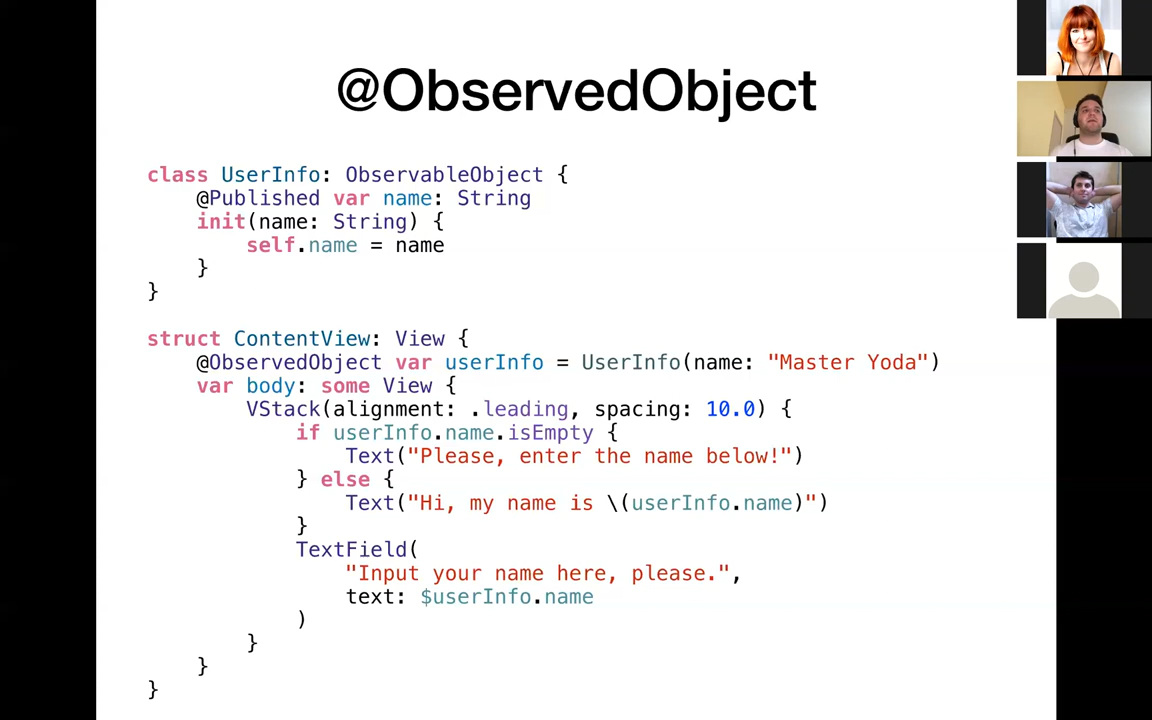 @ObservedObject
class UserInfo: ObservableObject {
    @Published var name: String
    init(name: String) {
        self.name = name
    }
}
struct ContentView: View {
    @ObservedObject var userInfo = UserInfo(name: "Master Yoda")
    var body: some View {
        VStack(alignment: .leading, spacing: 10.0) {
            if userInfo.name.isEmpty {
                Text("Please, enter the name below!")
            } else {
                Text("Hi, my name is \(userInfo.name)")
            }
            TextField(
                "Input your name here, please.",
                text: $userInfo.name
            )
        }
    }
}